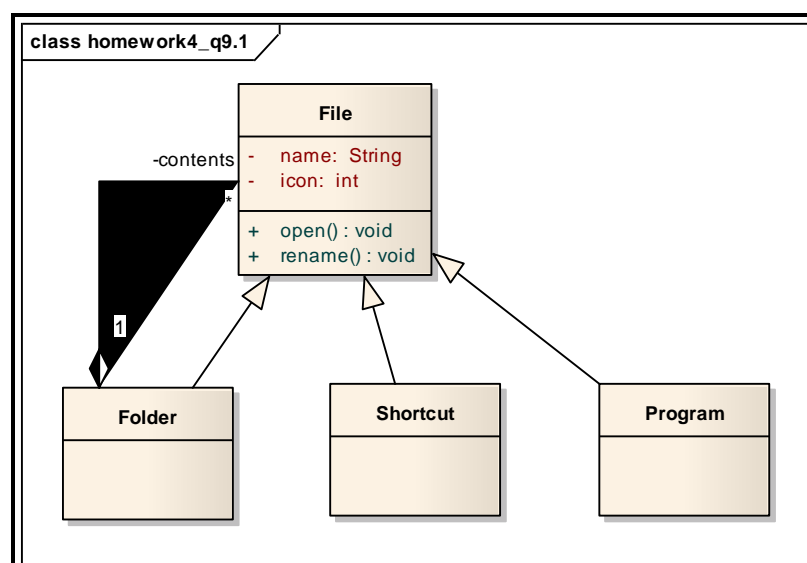 class homework4_q9.1
File
-contents
- name: String
- icon: int
*
+ open() : void
+ rename() : void
1
Folder
Shortcut
Program